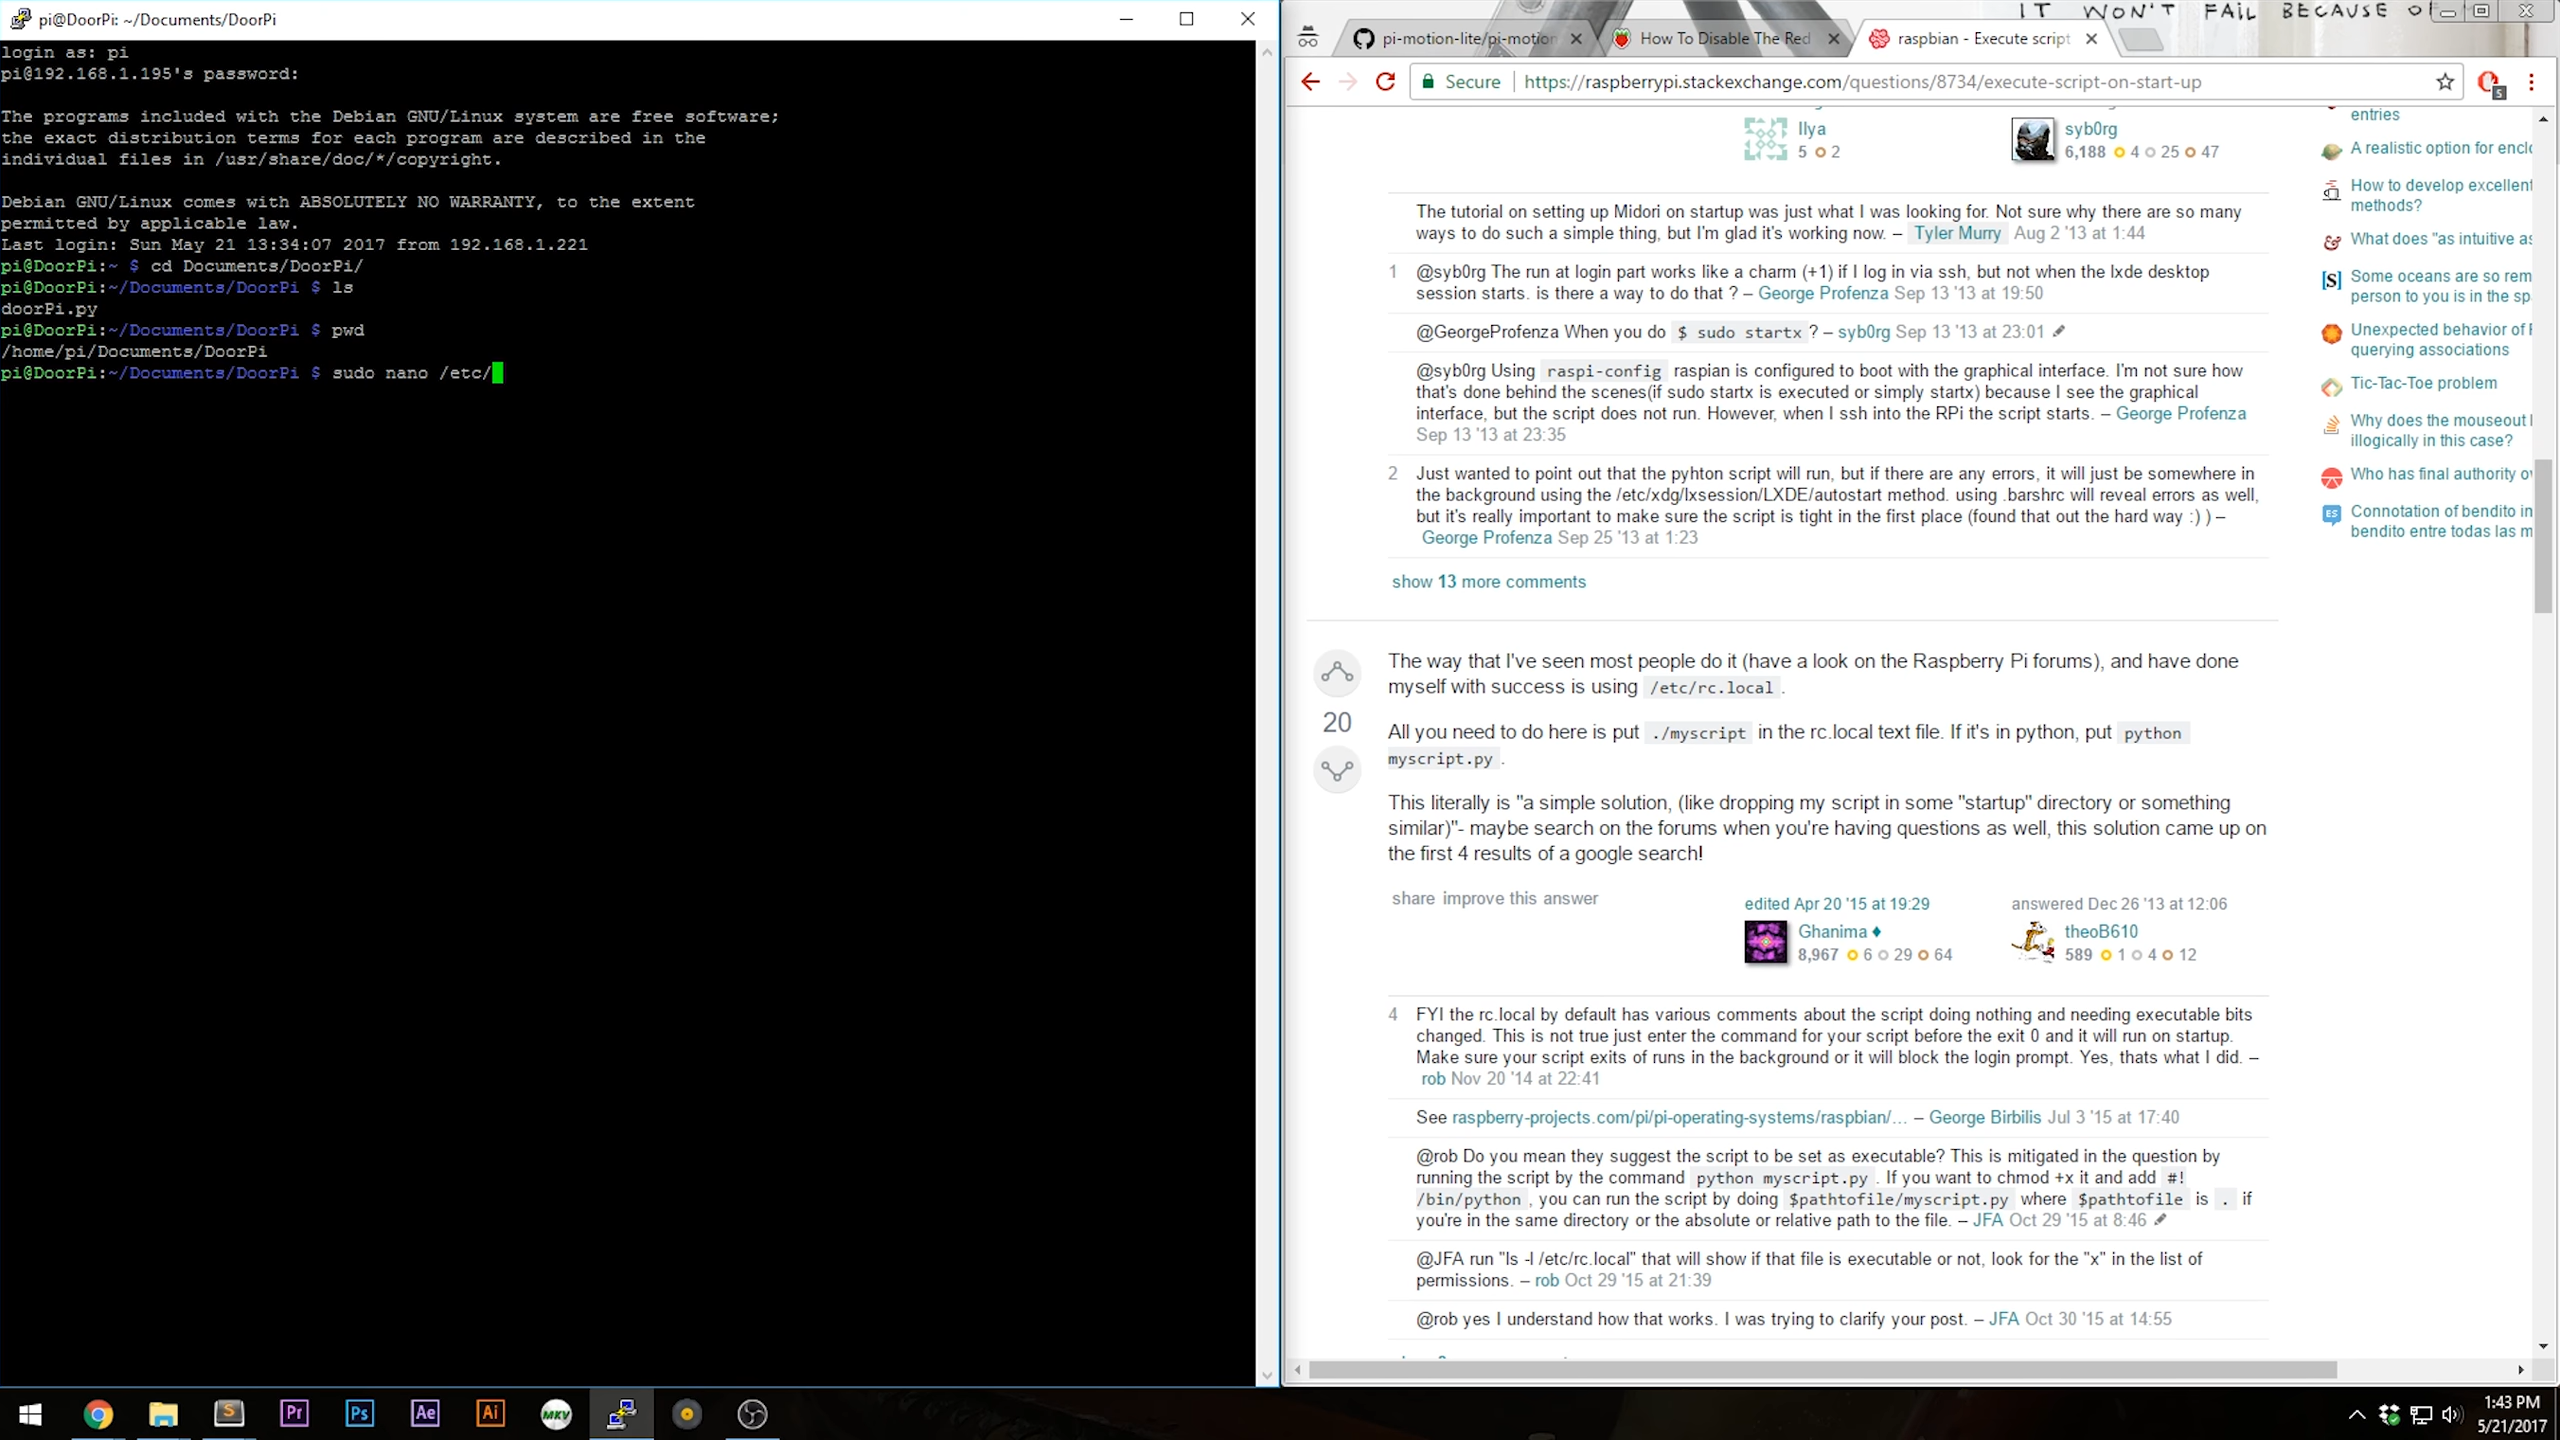 pi@DoorPi: ~/Documents/DoorPi
login as: pi
pi@192.168.1.195's password:
The programs included with the Debian GNU/Linux system are free software;
the exact distribution terms for each program are described in the
individual files in /usr/share/doc/*/copyright.
Debian GNU/Linux comes with ABSOLUTELY NO WARRANTY, to the extent
permitted by applicable law.
Last login: Sun May 21 13:34:07 2017 from 192.168.1.221
pi@DoorPi:~ $ cd Documents/DoorPi/
pi@DoorPi:~/Documents/DoorPi $ ls
doorPi.py
pi@DoorPi:~/Documents/DoorPi $ pwd
/home/pi/Documents/DoorPi
pi@DoorPi:~/Documents/DoorPi $ sudo nano /etc/
IT WON'T FAIL BECAUSE OF
pi-motion-lite/pi-motion
How To Disable The Red
raspbian - Execute script
Secure
https://raspberrypi.stackexchange.com/questions/8734/execute-script-on-start-up
5
Ilya
5 2
syb0rg
6,188 4 25 47
The tutorial on setting up Midori on startup was just what I was looking for. Not sure why there are so many
ways to do such a simple thing, but I'm glad it's working now. – Tyler Murry Aug 2 '13 at 1:44
1 @syb0rg The run at login part works like a charm (+1) if I log in via ssh, but not when the lxde desktop
session starts. is there a way to do that ? – George Profenza Sep 13 '13 at 19:50
@GeorgeProfenza When you do $ sudo startx ? – syb0rg Sep 13 '13 at 23:01
@syb0rg Using raspi-config raspian is configured to boot with the graphical interface. I'm not sure how
that's done behind the scenes(if sudo startx is executed or simply startx) because I see the graphical
interface, but the script does not run. However, when I ssh into the RPi the script starts. – George Profenza
Sep 13 '13 at 23:35
2 Just wanted to point out that the pyhton script will run, but if there are any errors, it will just be somewhere in
the background using the /etc/xdg/lxsession/LXDE/autostart method. using .barshrc will reveal errors as well,
but it's really important to make sure the script is tight in the first place (found that out the hard way :) ) –
George Profenza Sep 25 '13 at 1:23
show 13 more comments
The way that I've seen most people do it (have a look on the Raspberry Pi forums), and have done
myself with success is using /etc/rc.local .
20
All you need to do here is put ./myscript in the rc.local text file. If it's in python, put python
myscript.py .
This literally is "a simple solution, (like dropping my script in some "startup" directory or something
similar)"- maybe search on the forums when you're having questions as well, this solution came up on
the first 4 results of a google search!
share improve this answer
edited Apr 20 '15 at 19:29
Ghanima ♦
8,967 6 29 64
answered Dec 26 '13 at 12:06
theoB610
589 1 4 12
4 FYI the rc.local by default has various comments about the script doing nothing and needing executable bits
changed. This is not true just enter the command for your script before the exit 0 and it will run on startup.
Make sure your script exits of runs in the background or it will block the login prompt. Yes, thats what I did. –
rob Nov 20 '14 at 22:41
See raspberry-projects.com/pi/pi-operating-systems/raspbian/… – George Birbilis Jul 3 '15 at 17:40
@rob Do you mean they suggest the script to be set as executable? This is mitigated in the question by
running the script by the command python myscript.py . If you want to chmod +x it and add #!
/bin/python , you can run the script by doing $pathtofile/myscript.py where $pathtofile is . if
you're in the same directory or the absolute or relative path to the file. – JFA Oct 29 '15 at 8:46
@JFA run "ls -l /etc/rc.local" that will show if that file is executable or not, look for the "x" in the list of
permissions. – rob Oct 29 '15 at 21:39
@rob yes I understand how that works. I was trying to clarify your post. – JFA Oct 30 '15 at 14:55
entries
A realistic option for encl
How to develop excellent
methods?
What does "as intuitive as
Some oceans are so rem
person to you is in the sp
Unexpected behavior of
querying associations
Tic-Tac-Toe problem
Why does the mouseout
illogically in this case?
Who has final authority ov
ES
Connotation of bendito in
bendito entre todas las m
Pr
Ps
Ae
Ai
MKV
1:43 PM
5/21/2017